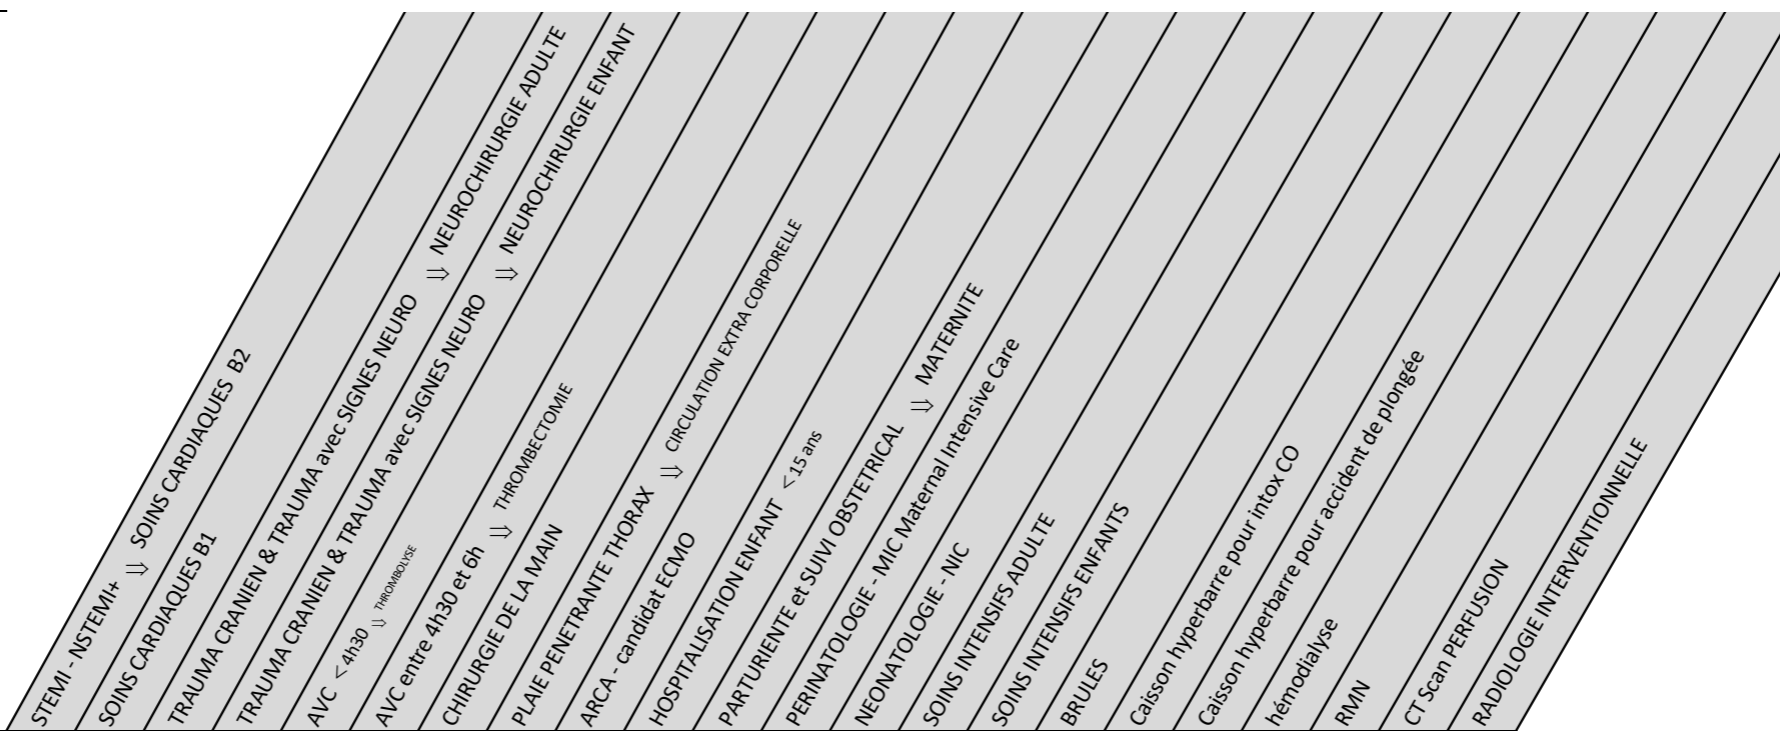 STEMI - NSTEMI+ ⇒ SOINS CARDIAQUES B2
SOINS CARDIAQUES B1
TRAUMA CRANIEN & TRAUMA avec SIGNES NEURO ⇒ NEUROCHIRURGIE ADULTE
TRAUMA CRANIEN & TRAUMA avec SIGNES NEURO ⇒ NEUROCHIRURGIE ENFANT
AVC < 4h30 ⇒ THROMBOLYSE
AVC entre 4h30 et 6h ⇒ THROMBECTOMIE
CHIRURGIE DE LA MAIN
PLAIE PENETRANTE THORAX ⇒ CIRCULATION EXTRA CORPORELLE
ARCA - candidat ECMO
HOSPITALISATION ENFANT < 15 ans
PARTURIENTE et SUIVI OBSTETRICAL ⇒ MATERNITE
PERINATOLOGIE - MIC Maternal Intensive Care
NEONATOLOGIE - NIC
SOINS INTENSIFS ADULTE
SOINS INTENSIFS ENFANTS
BRULES
Caisson hyperbarre pour intox CO
Caisson hyperbarre pour accident de plongée
hémodialyse
RMN
CT Scan PERFUSION
RADIOLOGIE INTERVENTIONNELLE